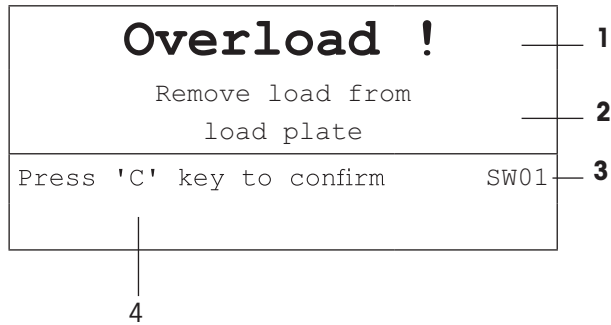 Overload !
1
Remove load from
2
load plate
Press 'C' key to confirm SW01
3
4